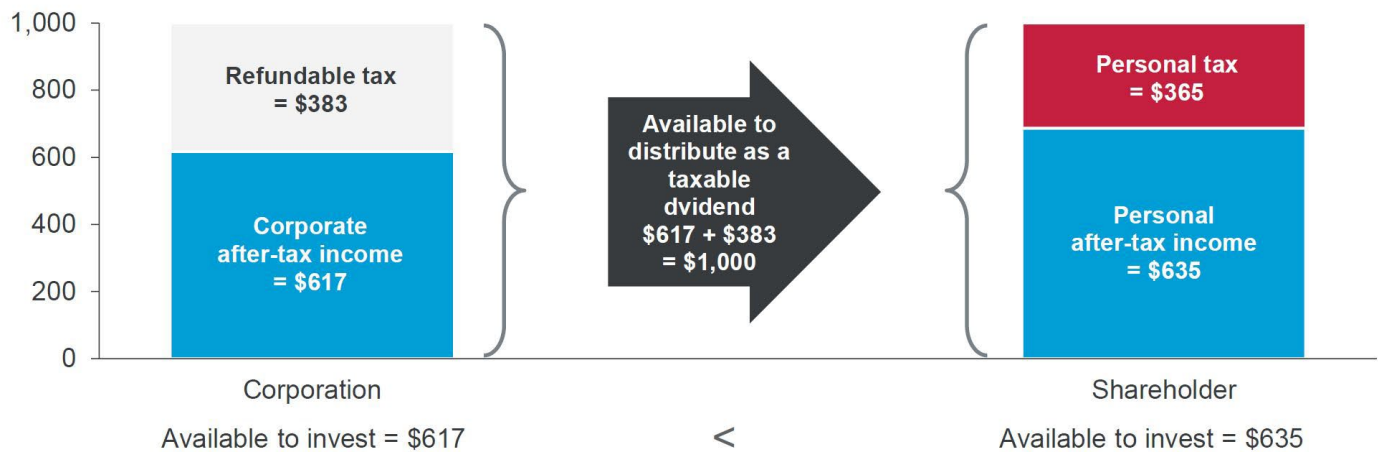 1,000
800
600
400
200
0
Refundable tax
= $383
Corporate
after-tax income
= $617
Available to
distribute as a
taxable
dvidend
$617 + $383
= $1,000
Personal tax
= $365
Personal
after-tax income
= $635
Corporation
Shareholder
Available to invest = $617
<
Available to invest = $635